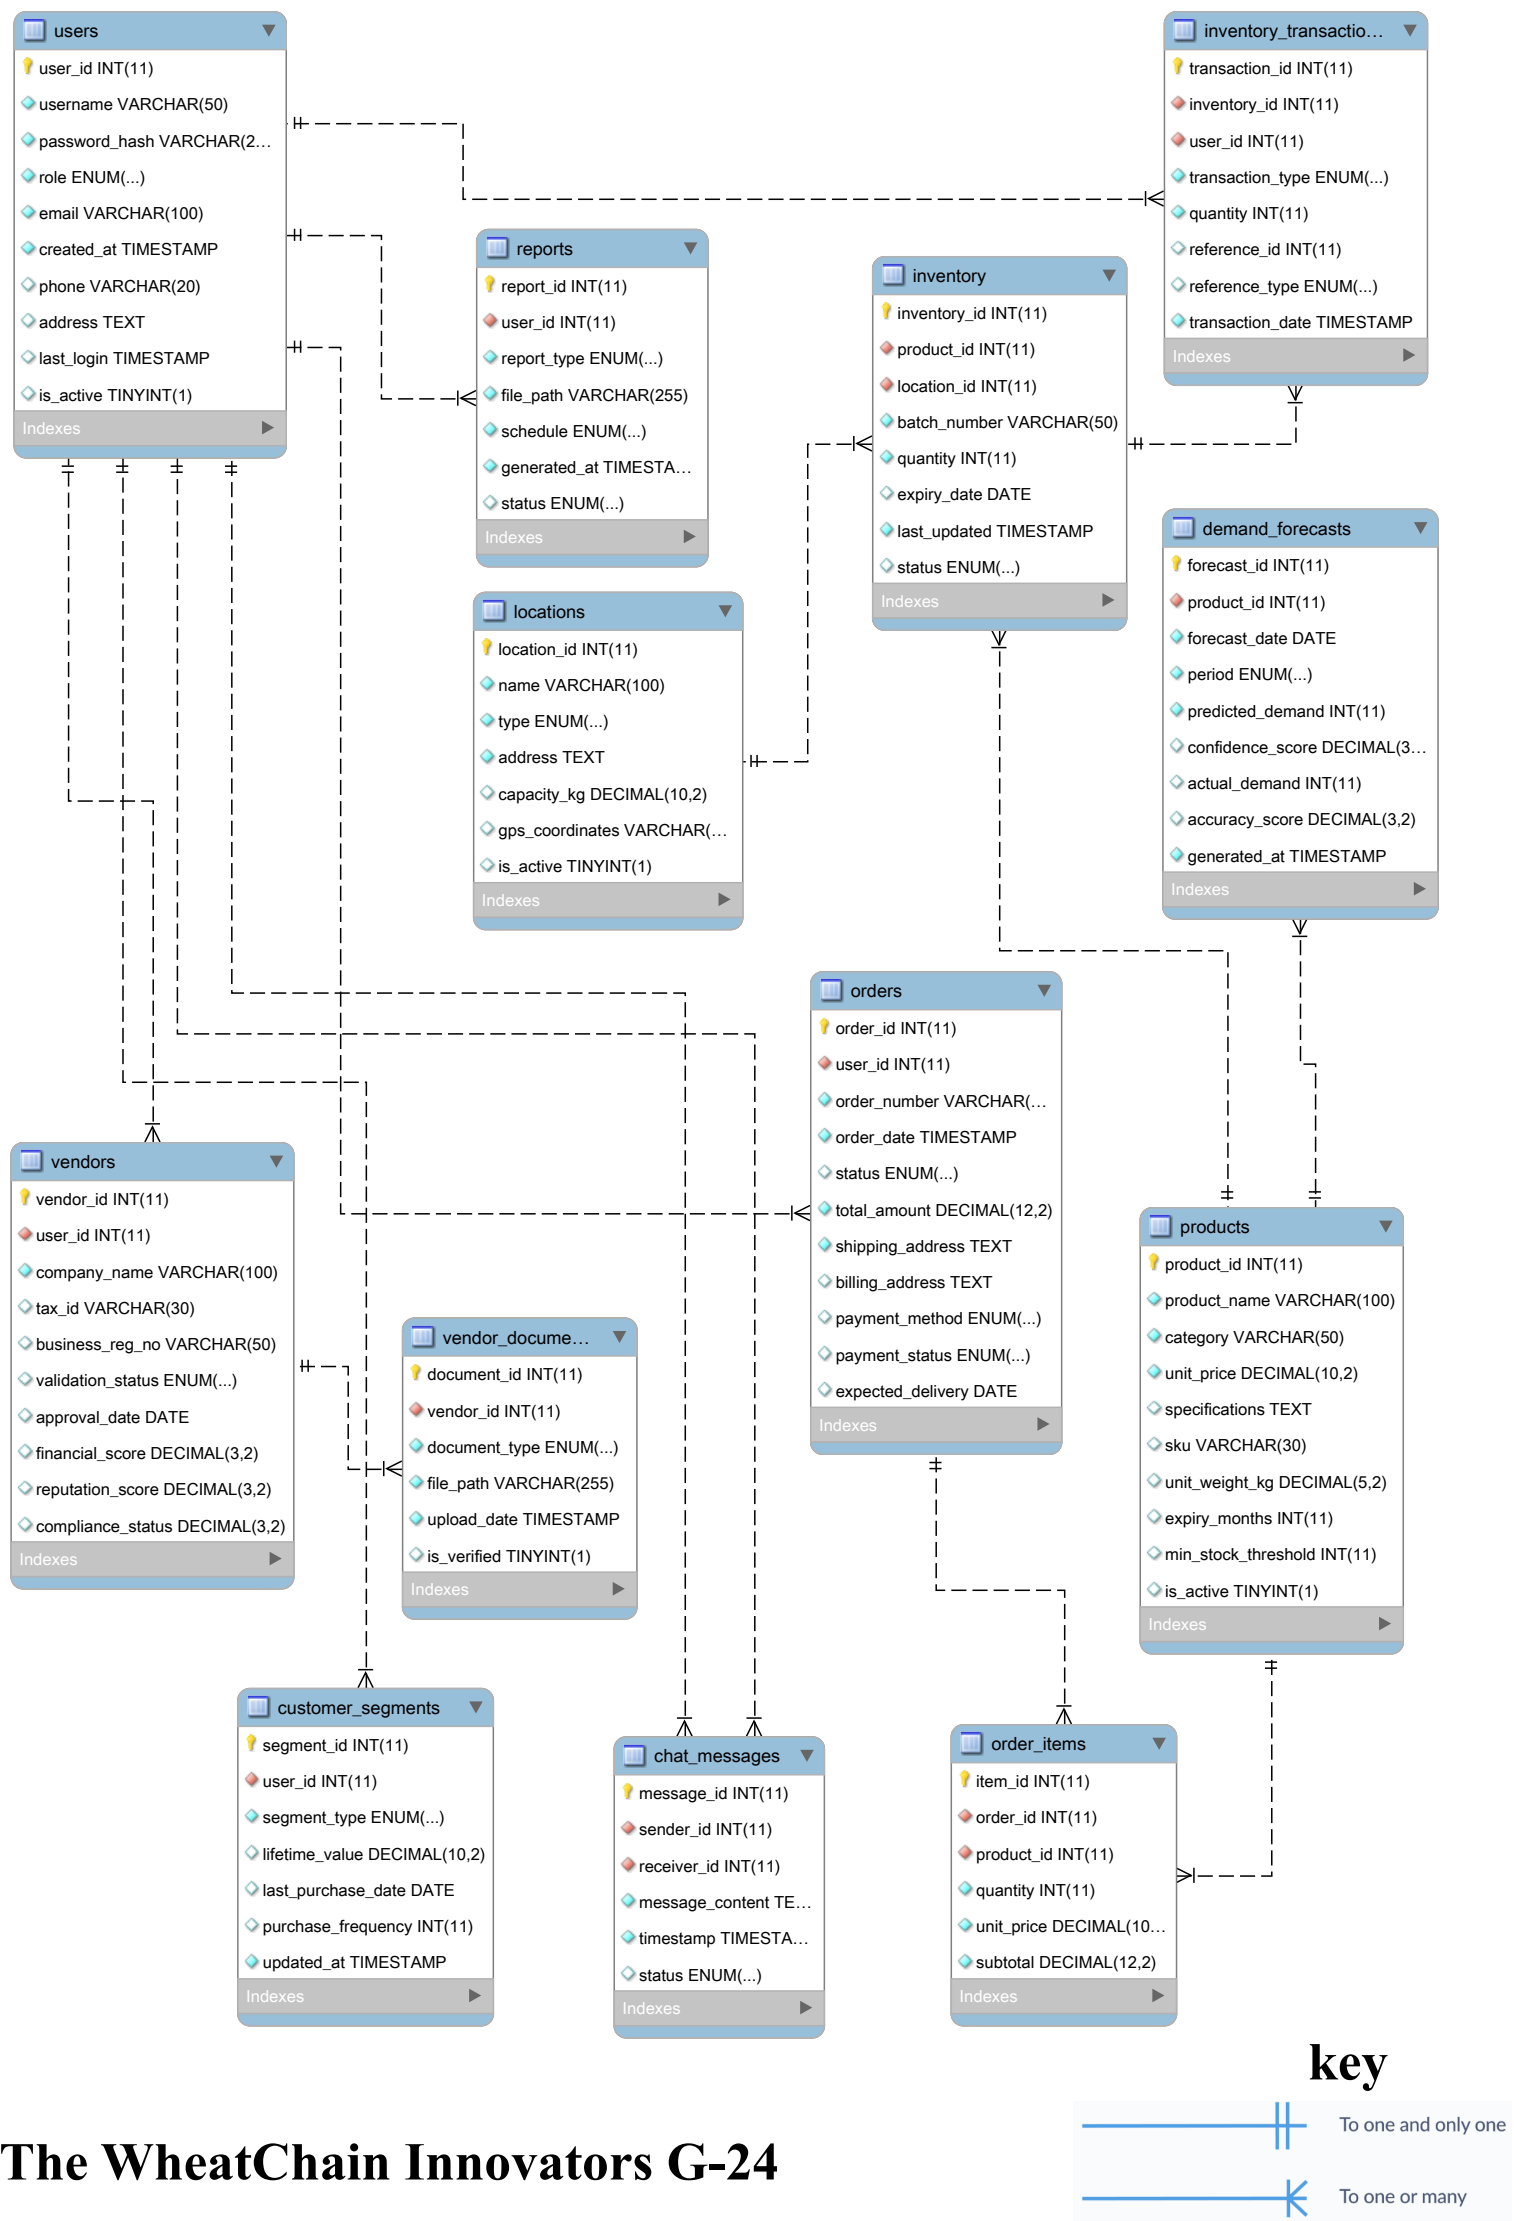 users
user_id INT(11)
username VARCHAR(50)
password_hash VARCHAR(2…
role ENUM(...)
email VARCHAR(100)
created_at TIMESTAMP
phone VARCHAR(20)
address TEXT
last_login TIMESTAMP
is_active TINYINT(1)
Indexes
inventory_transactio…
transaction_id INT(11)
inventory_id INT(11)
user_id INT(11)
transaction_type ENUM(...)
quantity INT(11)
reference_id INT(11)
reference_type ENUM(...)
transaction_date TIMESTAMP
Indexes
reports
report_id INT(11)
user_id INT(11)
report_type ENUM(...)
file_path VARCHAR(255)
schedule ENUM(...)
generated_at TIMESTA…
status ENUM(...)
Indexes
inventory
inventory_id INT(11)
product_id INT(11)
location_id INT(11)
batch_number VARCHAR(50)
quantity INT(11)
expiry_date DATE
last_updated TIMESTAMP
status ENUM(...)
Indexes
demand_forecasts
forecast_id INT(11)
product_id INT(11)
forecast_date DATE
period ENUM(...)
predicted_demand INT(11)
confidence_score DECIMAL(3…
actual_demand INT(11)
accuracy_score DECIMAL(3,2)
generated_at TIMESTAMP
Indexes
locations
location_id INT(11)
name VARCHAR(100)
type ENUM(...)
address TEXT
capacity_kg DECIMAL(10,2)
gps_coordinates VARCHAR(…
is_active TINYINT(1)
Indexes
orders
order_id INT(11)
user_id INT(11)
order_number VARCHAR(…
order_date TIMESTAMP
status ENUM(...)
total_amount DECIMAL(12,2)
shipping_address TEXT
billing_address TEXT
payment_method ENUM(...)
payment_status ENUM(...)
expected_delivery DATE
Indexes
vendors
vendor_id INT(11)
user_id INT(11)
company_name VARCHAR(100)
tax_id VARCHAR(30)
business_reg_no VARCHAR(50)
validation_status ENUM(...)
approval_date DATE
financial_score DECIMAL(3,2)
reputation_score DECIMAL(3,2)
compliance_status DECIMAL(3,2)
Indexes
vendor_docume…
document_id INT(11)
vendor_id INT(11)
document_type ENUM(...)
file_path VARCHAR(255)
upload_date TIMESTAMP
is_verified TINYINT(1)
Indexes
products
product_id INT(11)
product_name VARCHAR(100)
category VARCHAR(50)
unit_price DECIMAL(10,2)
specifications TEXT
sku VARCHAR(30)
unit_weight_kg DECIMAL(5,2)
expiry_months INT(11)
min_stock_threshold INT(11)
is_active TINYINT(1)
Indexes
customer_segments
segment_id INT(11)
user_id INT(11)
segment_type ENUM(...)
lifetime_value DECIMAL(10,2)
last_purchase_date DATE
purchase_frequency INT(11)
updated_at TIMESTAMP
Indexes
chat_messages
message_id INT(11)
sender_id INT(11)
receiver_id INT(11)
message_content TE…
timestamp TIMESTA…
status ENUM(...)
Indexes
order_items
item_id INT(11)
order_id INT(11)
product_id INT(11)
quantity INT(11)
unit_price DECIMAL(10…
subtotal DECIMAL(12,2)
Indexes
key
To one and only one
To one or many
The WheatChain Innovators G-24